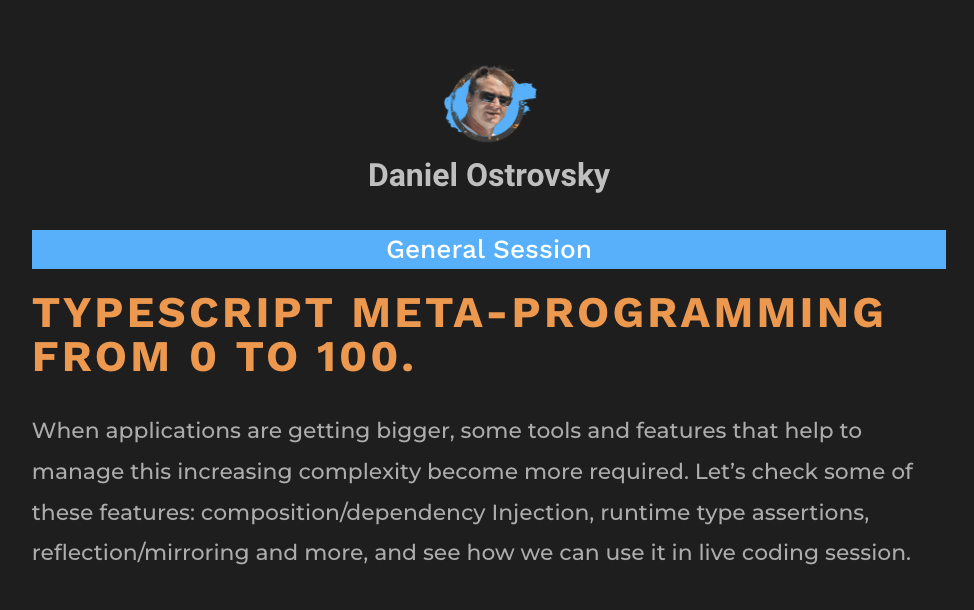 Daniel Ostrovsky
General Session
TYPESCRIPT META-PROGRAMMING
FROM 0 TO 100.
When applications are getting bigger, some tools and features that help to
manage this increasing complexity become more required. Let’s check some of
these features: composition/dependency Injection, runtime type assertions,
reflection/mirroring and more, and see how we can use it in live coding session.